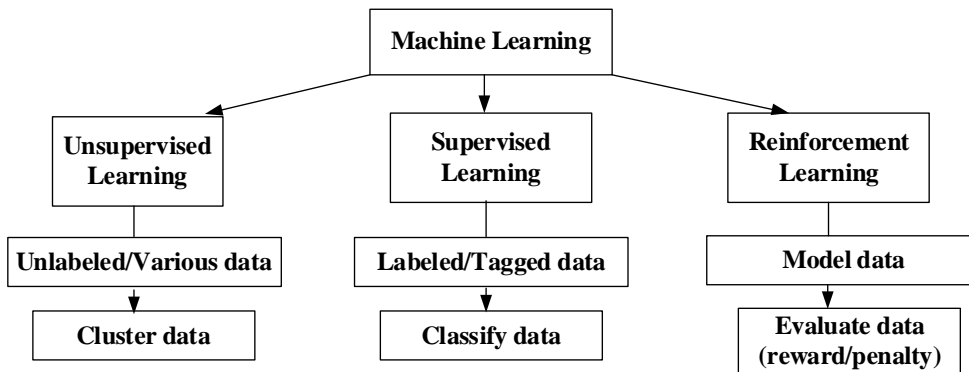 Machine Learning
Unsupervised
Learning
Supervised
Learning
Reinforcement
Learning
Unlabeled/Various data
Labeled/Tagged data
Model data
Cluster data
Classify data
Evaluate data
(reward/penalty)